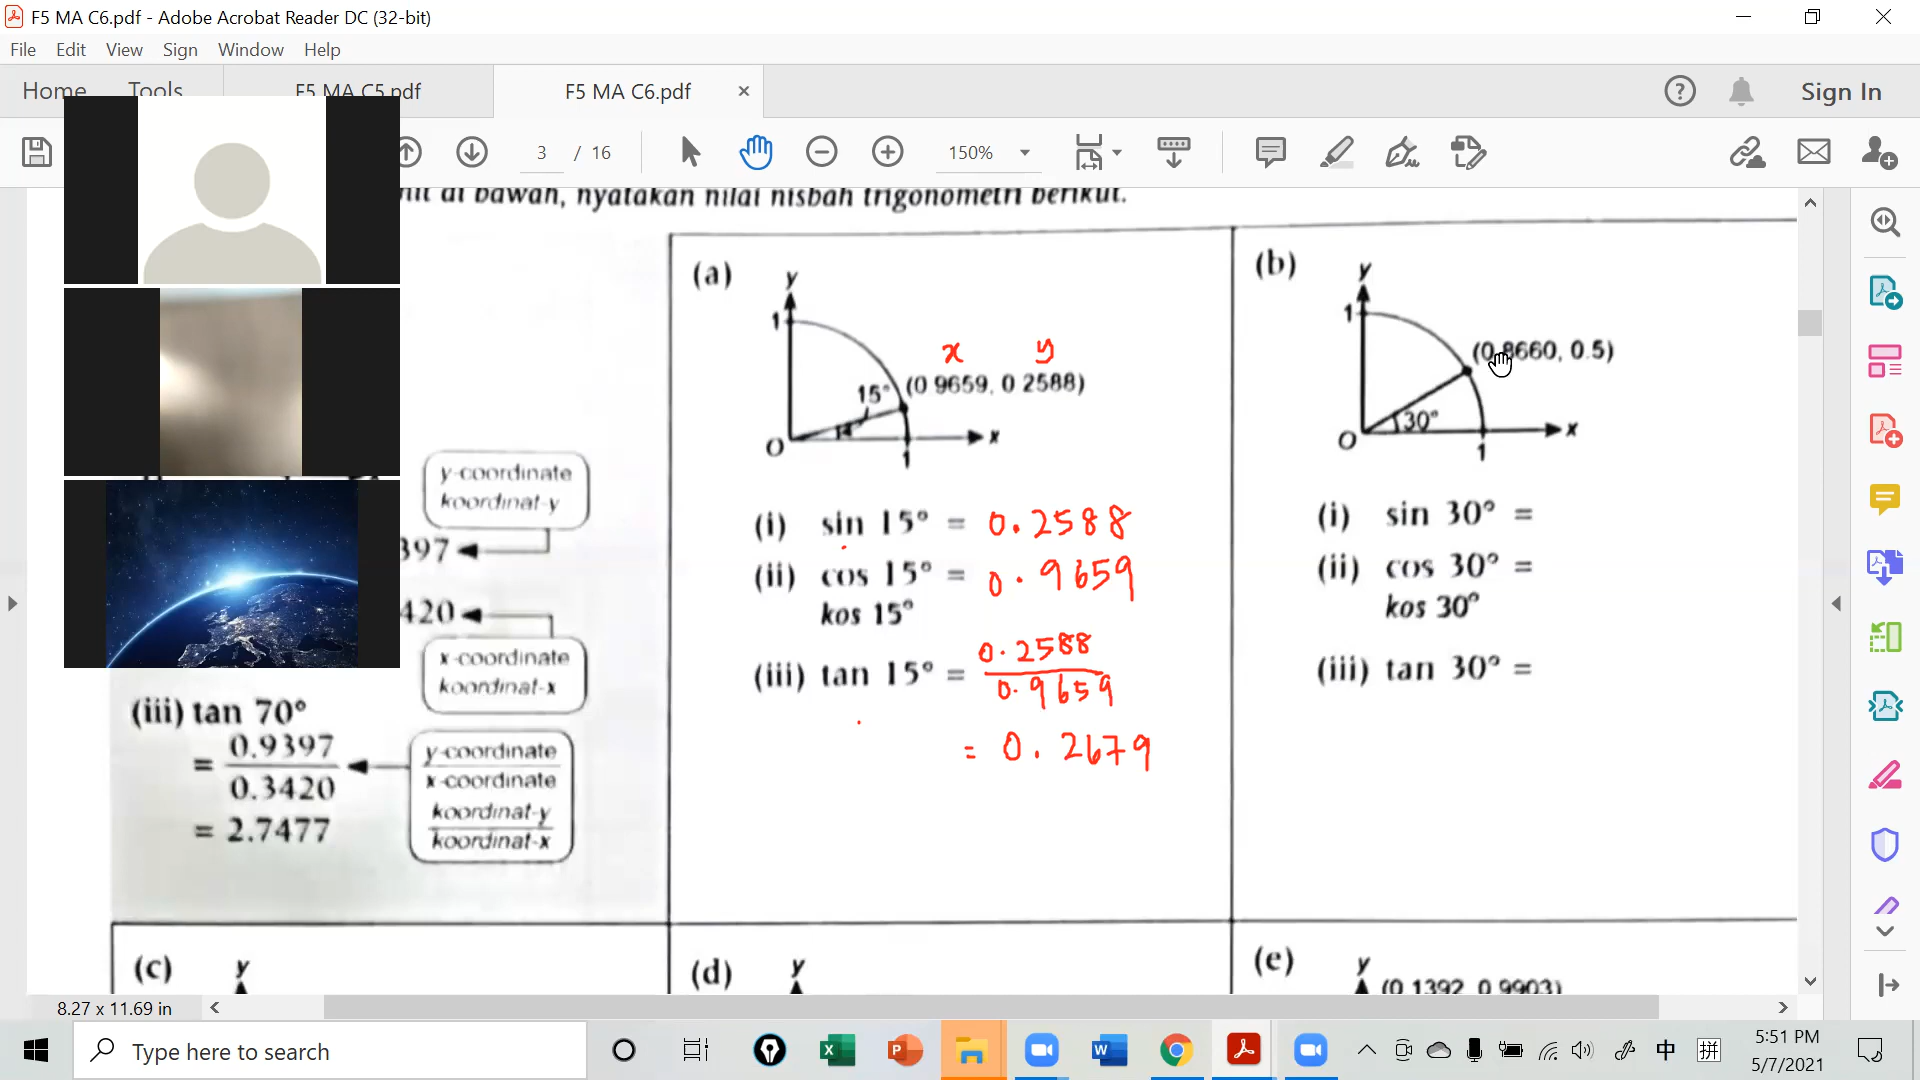 F5 MA C6.pdf - Adobe Acrobat Reader DC (32-bit)
File Edit View Sign Window Help
Home Tools F5 MA C5.pdf F5 MA C6.pdf × Sign In
3 / 16 150%
di bawah, nyatakan nilai nisbah trigonometri berikut.
(a)
y
1
x y
15° (0 9659, 0 2588)
O 1 x
(i) sin 15° = 0.2588
(ii) cos 15° = 0.9659
kos 15°
(iii) tan 15° = 0.2588
0.9659
= 0.2679
(b)
y
1
(0.8660, 0.5)
30°
O 1 x
(i) sin 30° =
(ii) cos 30° =
kos 30°
(iii) tan 30° =
y-coordinate
koordinat-y
397
420
x-coordinate
koordinat-x
(iii) tan 70°
= 0.9397
0.3420
= 2.7477
y-coordinate
x-coordinate
koordinat-y
koordinat-x
(c) y
(d) y
(e) y
(0 1392 0 9903)
8.27 x 11.69 in
Type here to search
中 拼
5:51 PM
5/7/2021